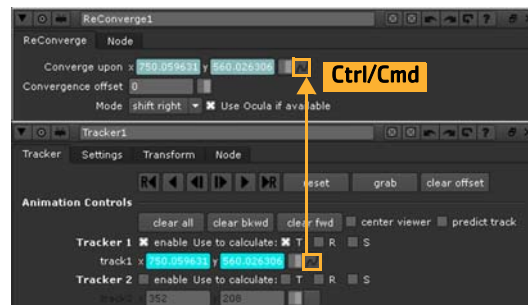 ReConverge1
ReConverge Node
Converge upon x 750.059631 y 560.026306
Ctrl/Cmd
Convergence offset 0
Mode shift right Use Ocula if available
Tracker1
Tracker Settings Transform Node
reset grab clear offset
Animation Controls
clear all clear bkwd clear fwd center viewer predict track
Tracker 1 enable Use to calculate: T R S
track1 x 750.059631 y 560.026306
Tracker 2 enable Use to calculate: T R S
track2 x 352 y 208